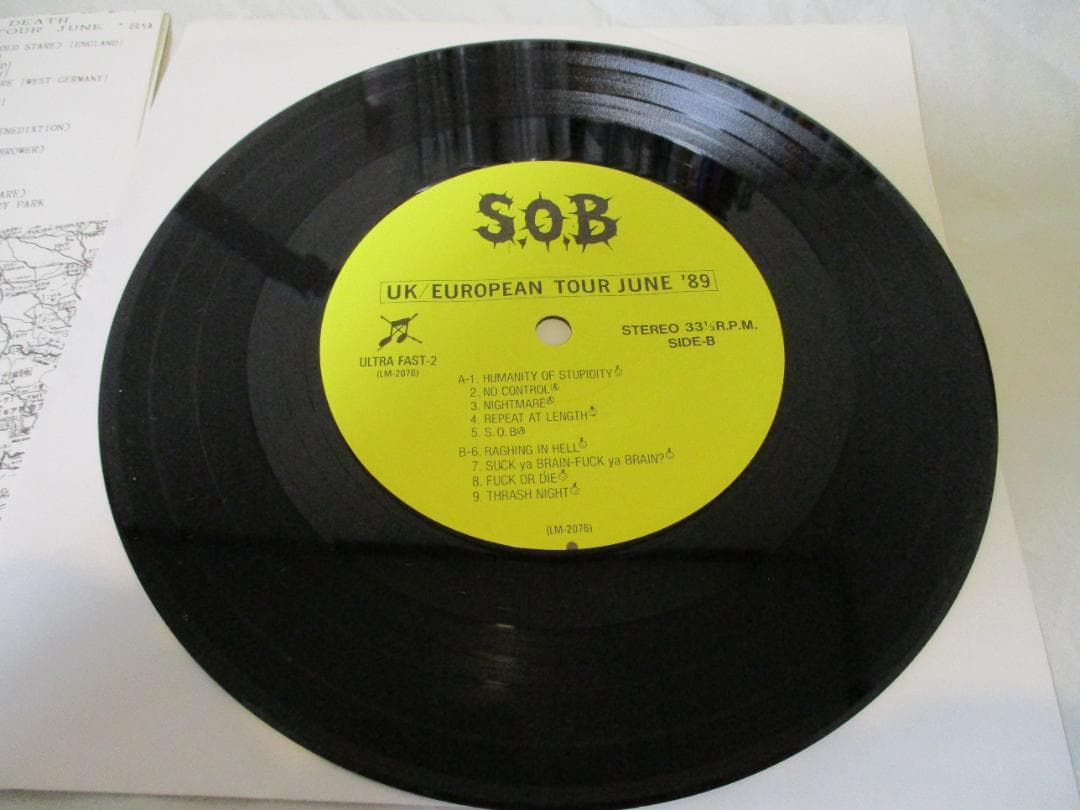 DEATH
TOUR JUNE '89
STARE) (ENGLAND)
(WEST GERMANY)
PARK
S.O.B
UK/EUROPEAN TOUR JUNE '89
ULTRA FAST-2
(LM-2076)
STEREO 33⅓R.P.M.
SIDE-B
A-1. HUMANITY OF STUPIDITY
2. NO CONTROL
3. NIGHTMARE
4. REPEAT AT LENGTH
5. S.O.B
B-6. RAGHING IN HELL
7. SUCK ya BRAIN-FUCK ya BRAIN?
8. FUCK OR DIE
9. THRASH NIGHT
(LM-2076)